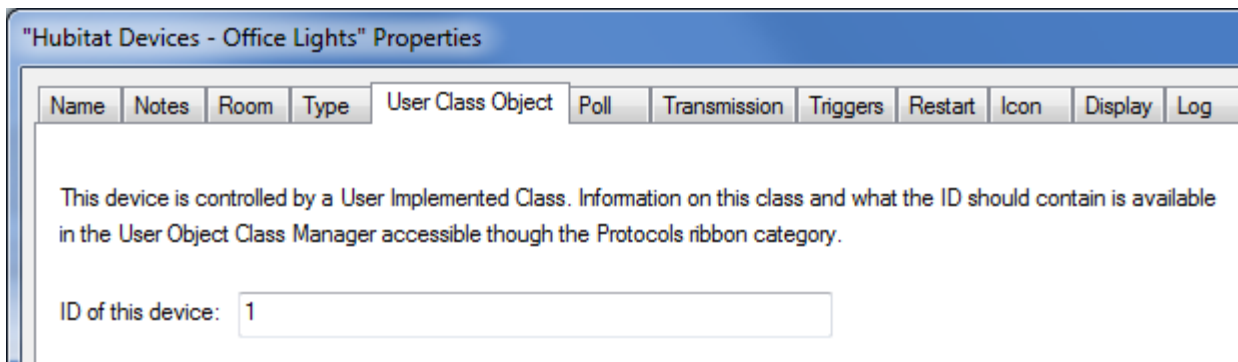 "Hubitat Devices - Office Lights" Properties
Name Notes Room Type User Class Object Poll Transmission Triggers Restart Icon Display Log
This device is controlled by a User Implemented Class. Information on this class and what the ID should contain is available
in the User Object Class Manager accessible though the Protocols ribbon category.
ID of this device: 1